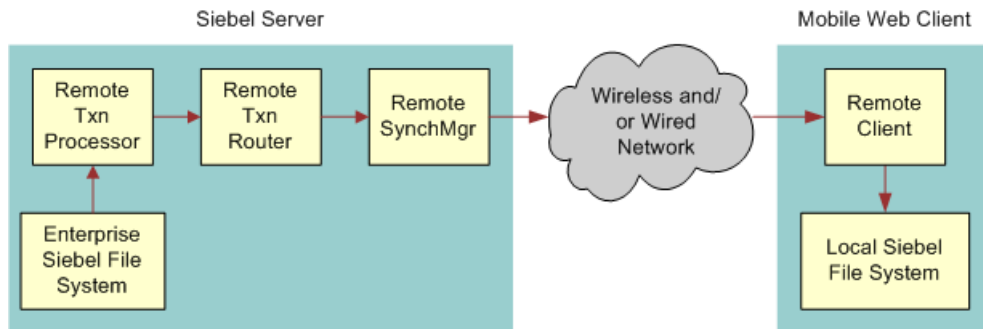 Siebel Server
Mobile Web Client
Remote
Txn
Processor
Remote
Txn
Router
Remote
SynchMgr
Wireless and/
or Wired
Network
Remote
Client
Enterprise
Siebel File
System
Local Siebel
File System